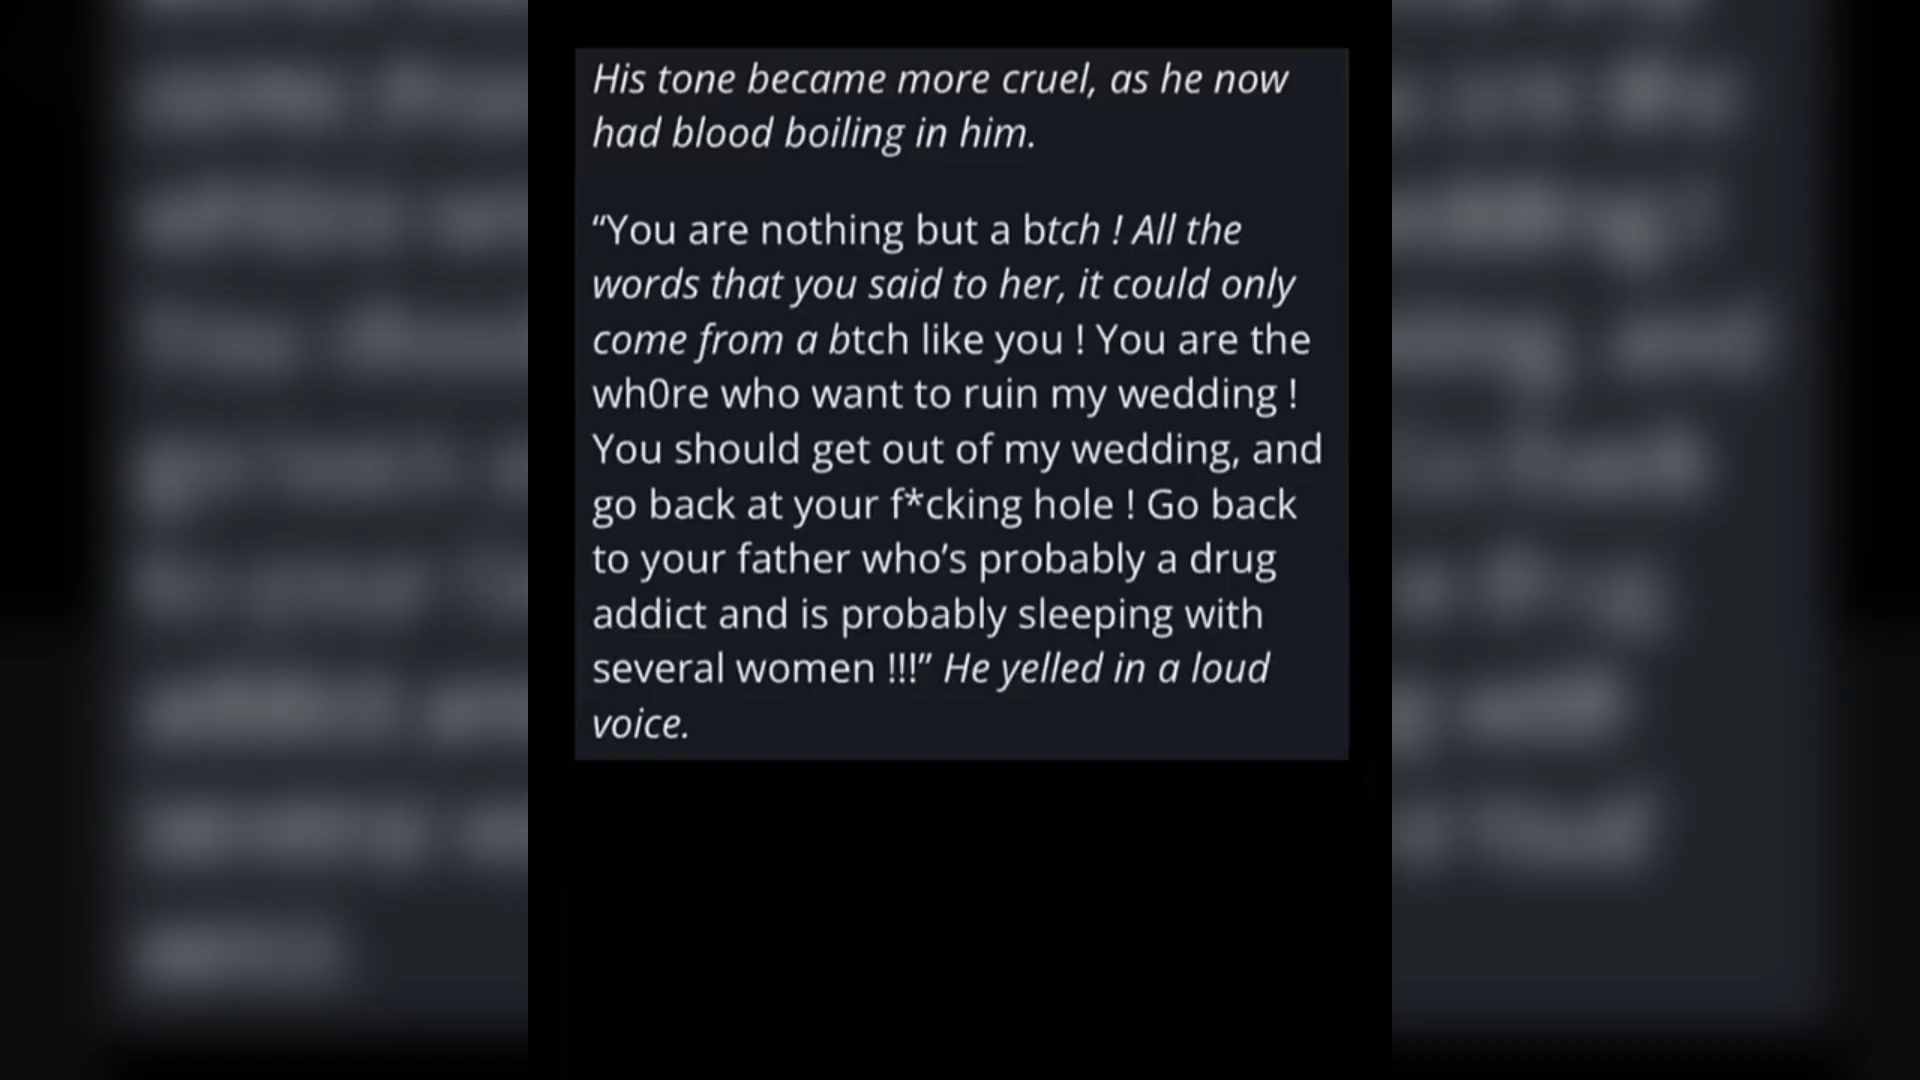 His tone became more cruel, as he now
had blood boiling in him.
“You are nothing but a btch ! All the
words that you said to her, it could only
come from a btch like you ! You are the
wh0re who want to ruin my wedding !
You should get out of my wedding, and
go back at your f*cking hole ! Go back
to your father who’s probably a drug
addict and is probably sleeping with
several women !!!” He yelled in a loud
voice.